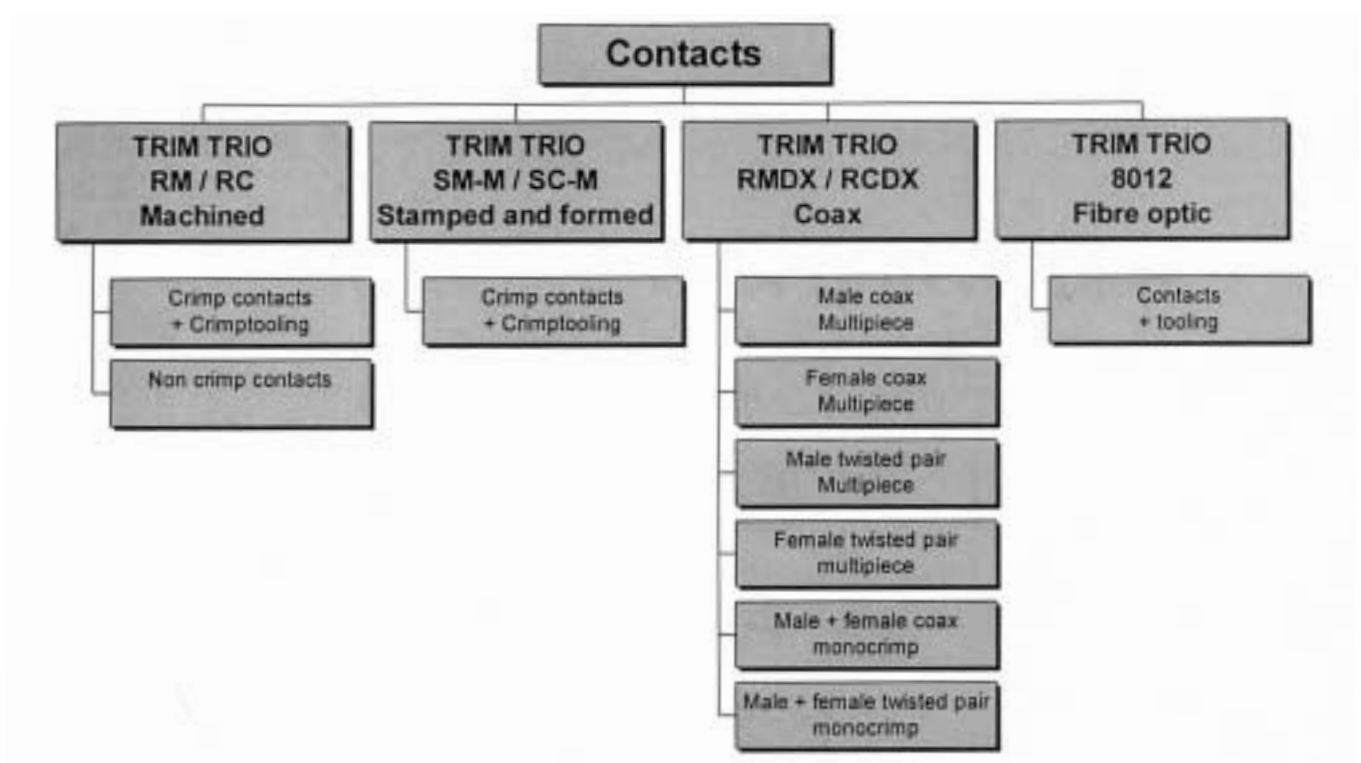 Contacts
TRIM TRIO
RM / RC
Machined
Crimp contacts
+ Crimptooling
Non crimp contacts
TRIM TRIO
SM-M / SC-M
Stamped and formed
Crimp contacts
+ Crimptooling
TRIM TRIO
RMDX / RCDX
Coax
Male coax
Multipiece
Female coax
Multipiece
Male twisted pair
Multipiece
Female twisted pair
multipiece
Male + female coax
monocrimp
Male + female twisted pair
monocrimp
TRIM TRIO
8012
Fibre optic
Contacts
+ tooling